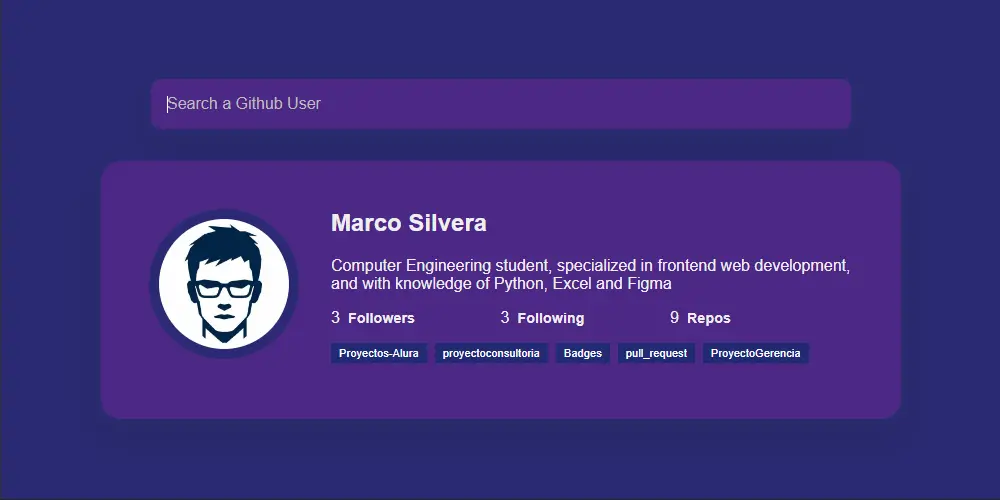 Search a Github User
Marco Silvera
Computer Engineering student, specialized in frontend web development,
and with knowledge of Python, Excel and Figma
3 Followers 3 Following 9 Repos
Proyectos-Alura proyectoconsultoria Badges pull_request ProyectoGerencia